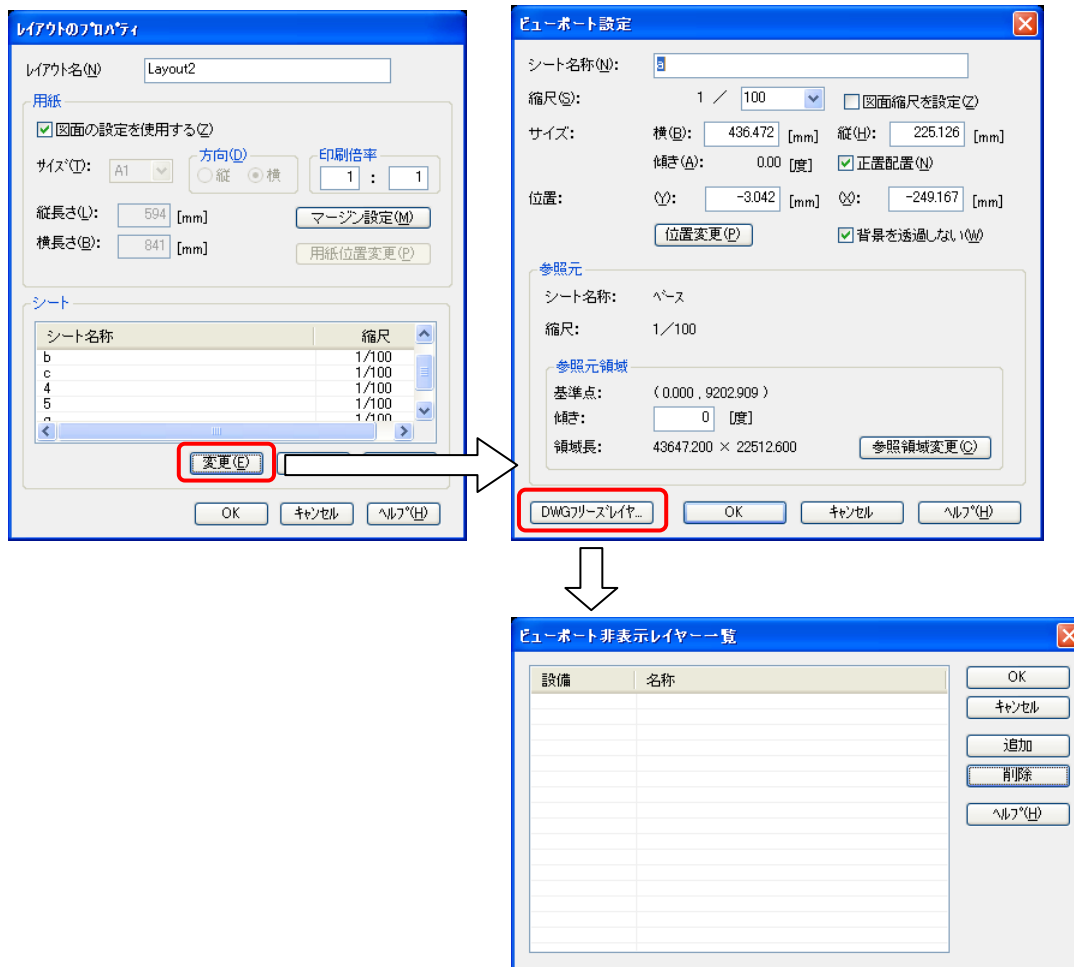 レイアウトのプロパティ
レイアウト名(N) Layout2
用紙
図面の設定を使用する(Z)
サイズ(T): A1 方向(D) 縦 横 印刷倍率 1 : 1
縦長さ(L): 594 [mm] マージン設定(M)
横長さ(B): 841 [mm] 用紙位置変更(P)
シート
シート名称 縮尺
b 1/100
c 1/100
4 1/100
5 1/100
1/100
変更(E)
OK キャンセル ヘルプ(H)
ビューポート設定
シート名称(N): a
縮尺(S): 1 / 100 図面縮尺を設定(Z)
サイズ: 横(B): 436.472 [mm] 縦(H): 225.126 [mm]
傾き(A): 0.00 [度] 正置配置(N)
位置: (Y): -3.042 [mm] (X): -249.167 [mm]
位置変更(P) 背景を透過しない(W)
参照元
シート名称: ベース
縮尺: 1/100
参照元領域
基準点: ( 0.000 , 9202.909 )
傾き: 0 [度]
領域長: 43647.200 × 22512.600 参照領域変更(C)
DWGフリーズレイヤ... OK キャンセル ヘルプ(H)
ビューポート非表示レイヤー一覧
設備 名称
OK
キャンセル
追加
削除
ヘルプ(H)